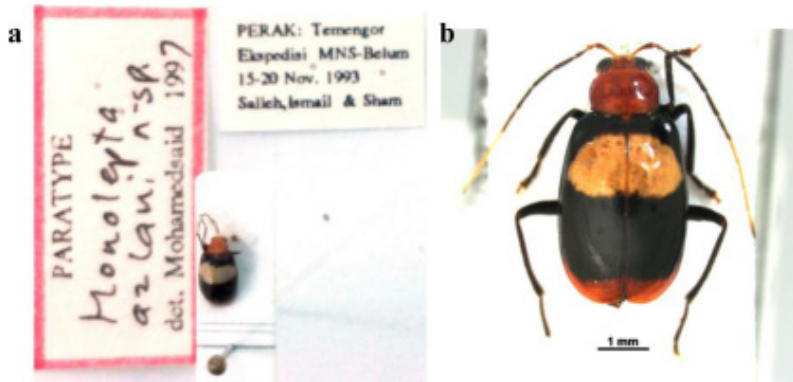 a
PARATYPE
Monolepta
azlani n-sp.
det. Mohamedsaid 1997
PERAK: Temengor
Ekspedisi MNS-Belum
15-20 Nov. 1993
Salleh, Ismail & Sham
b
1 mm